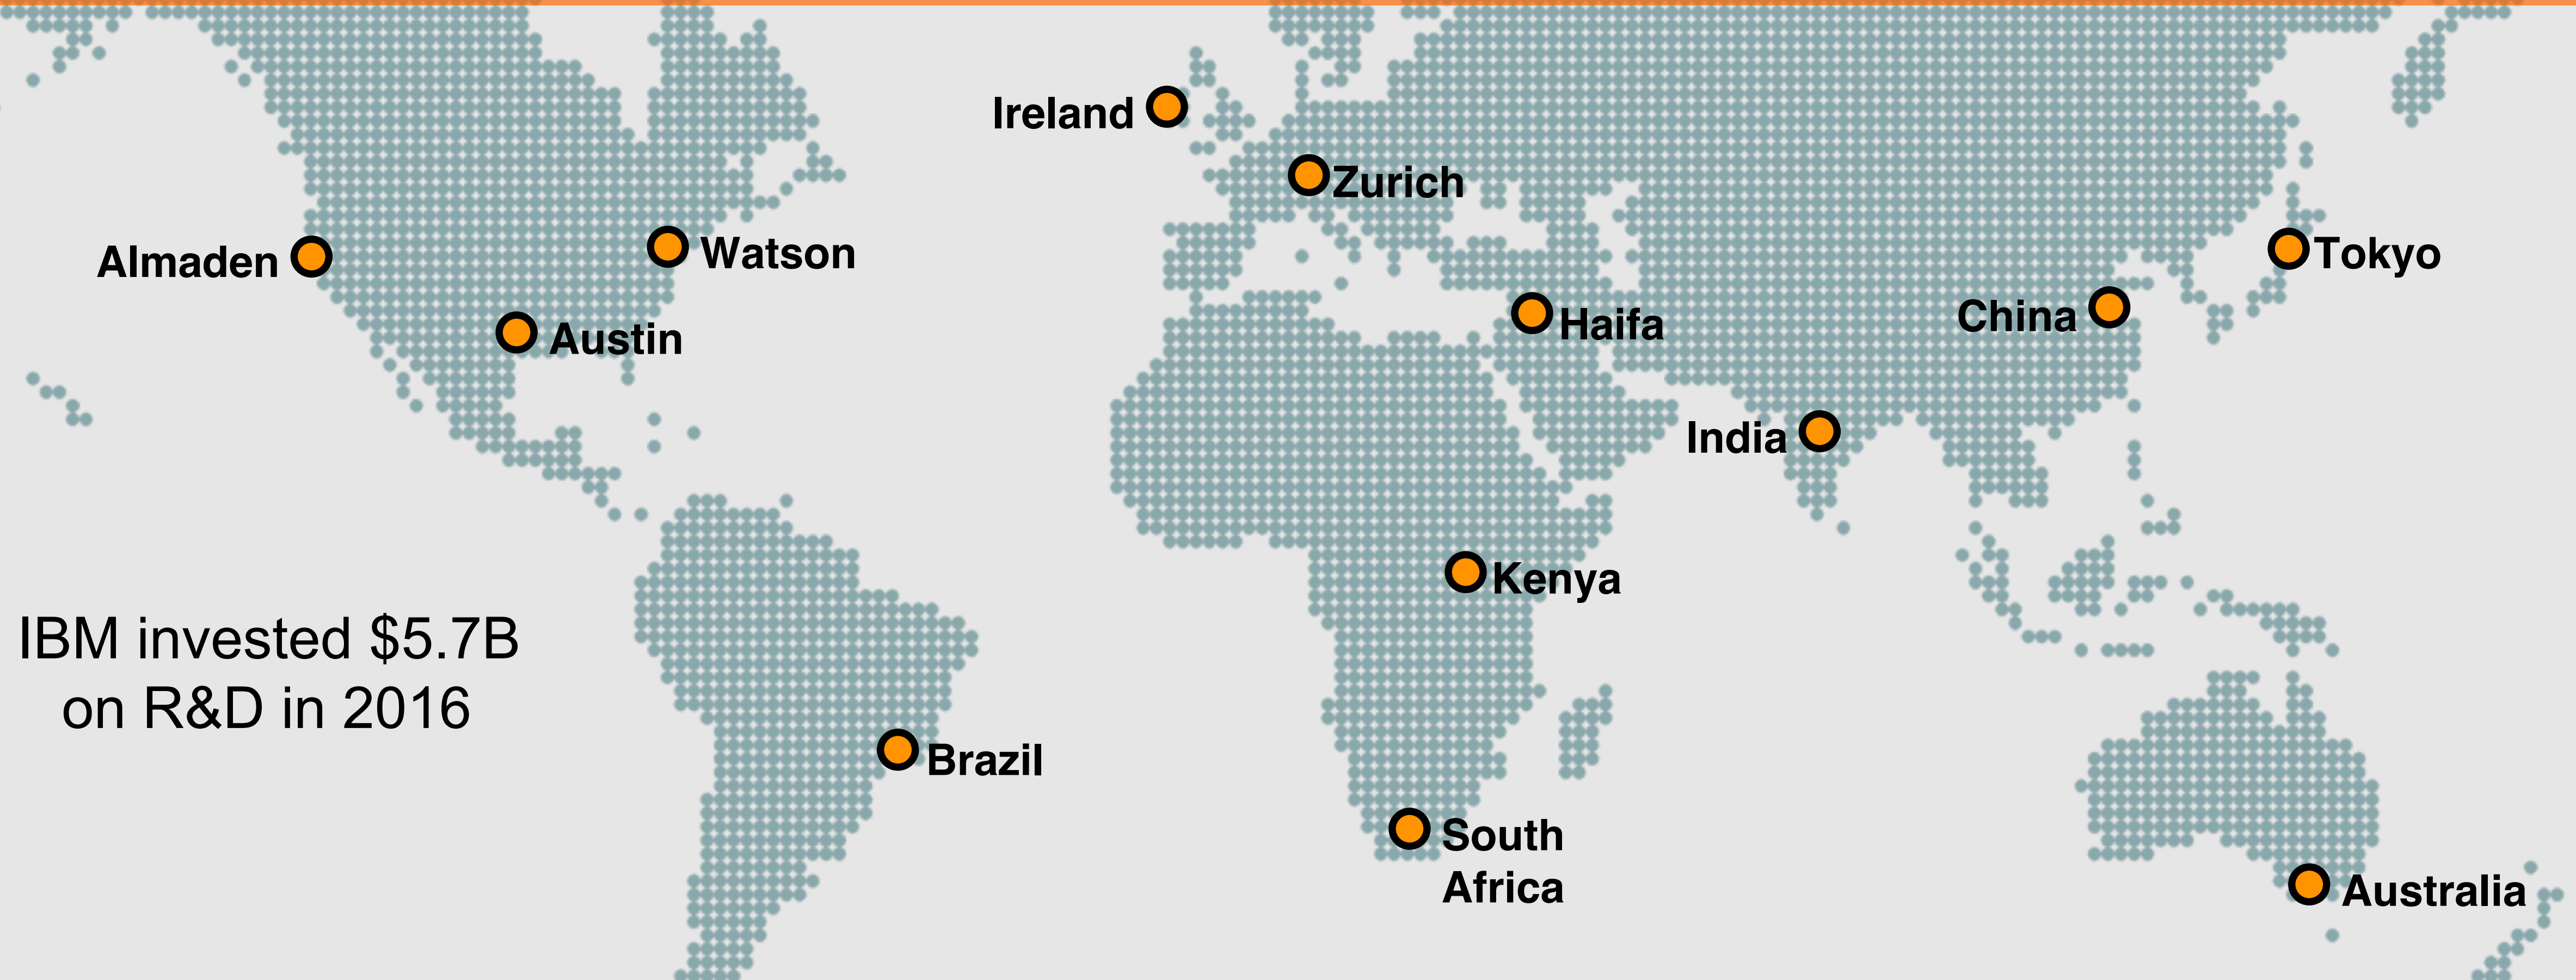 Ireland
Zurich
Almaden
Watson
Tokyo
Austin
Haifa
China
India
Kenya
IBM invested $5.7B
on R&D in 2016
Brazil
South
Africa
Australia